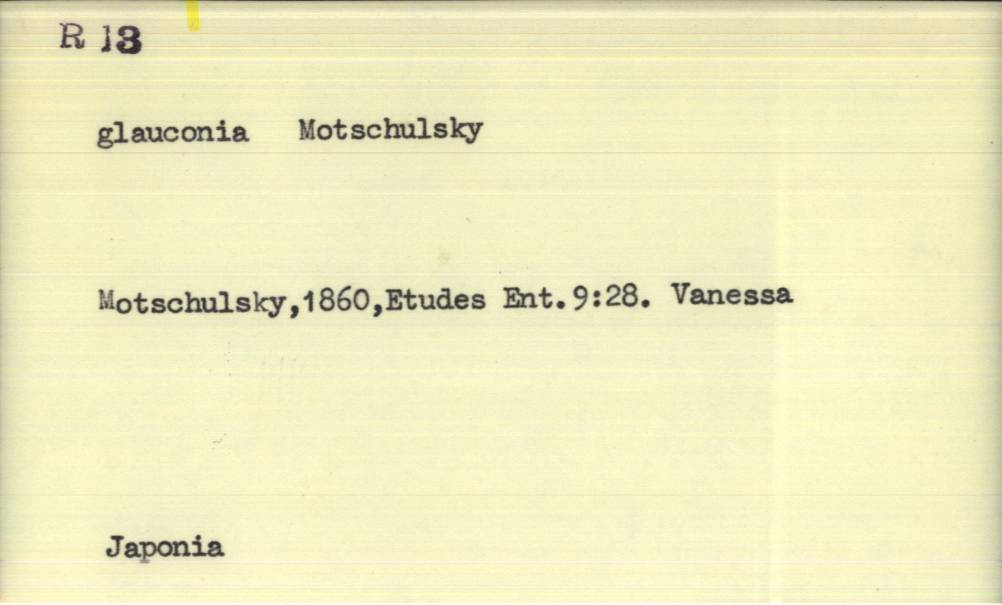 R 13
glauconia Motschulsky
Motschulsky,1860,Etudes Ent.9:28. Vanessa
Japonia